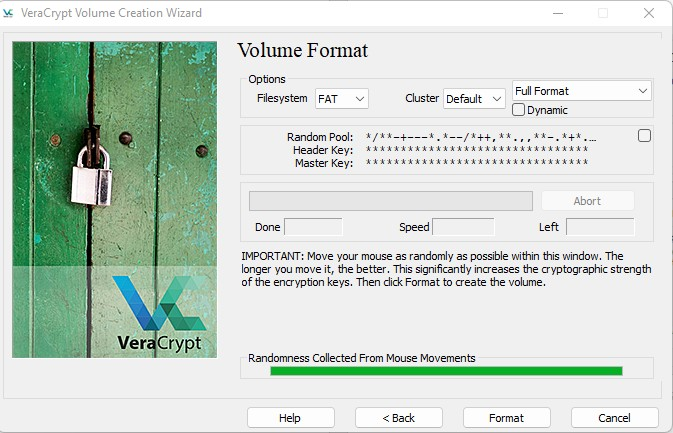 VeraCrypt Volume Creation Wizard
Volume Format
Options
Filesystem FAT Cluster Default Full Format
Dynamic
Random Pool: */**-+---*.*--/*++,**.,,**-.*+*.…
Header Key: ********************************
Master Key: ********************************
Abort
Done Speed Left
IMPORTANT: Move your mouse as randomly as possible within this window. The
longer you move it, the better. This significantly increases the cryptographic strength
of the encryption keys. Then click Format to create the volume.
VeraCrypt
Randomness Collected From Mouse Movements
Help < Back Format Cancel